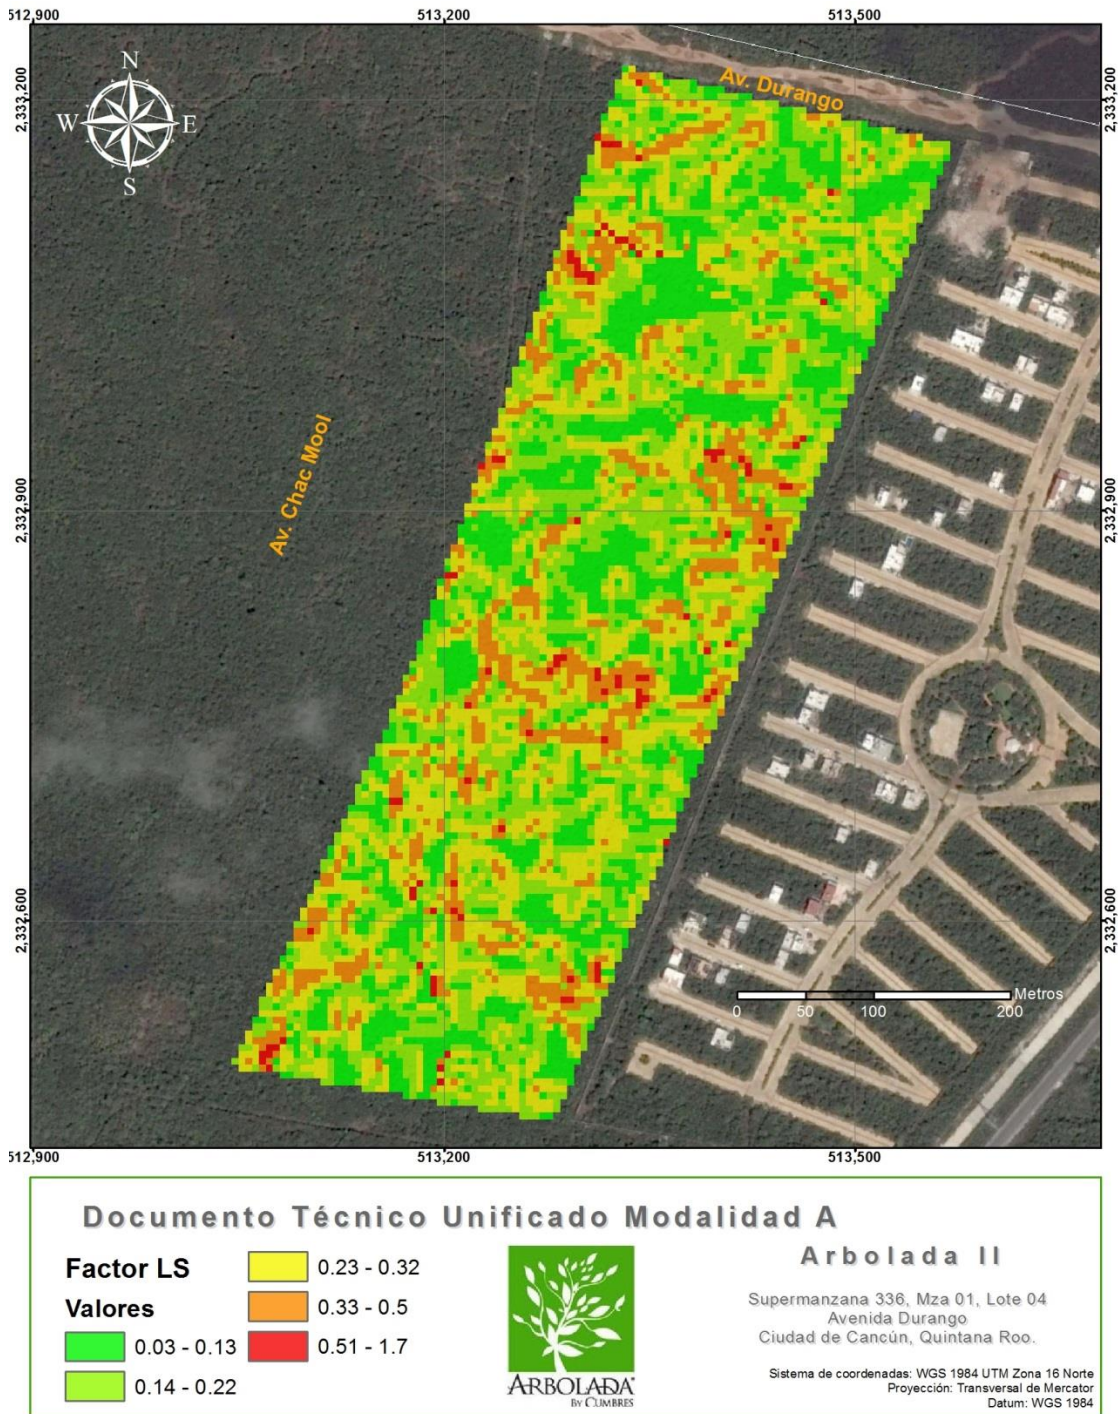 512,900
513,200
513,500
2,333,200
2,333,200
N
W
E
S
Av. Durango
Av. Chac Mool
2,332,900
2,332,900
2,332,600
2,332,600
Metros
0
50
100
200
512,900
513,200
513,500
Documento Técnico Unificado Modalidad A
Factor LS
Valores
0.03 - 0.13
0.14 - 0.22
0.23 - 0.32
0.33 - 0.5
0.51 - 1.7
ARBOLADA
BY CUMBRES
Arbolada II
Supermanzana 336, Mza 01, Lote 04
Avenida Durango
Ciudad de Cancún, Quintana Roo.
Sistema de coordenadas: WGS 1984 UTM Zona 16 Norte
Proyección: Transversal de Mercator
Datum: WGS 1984